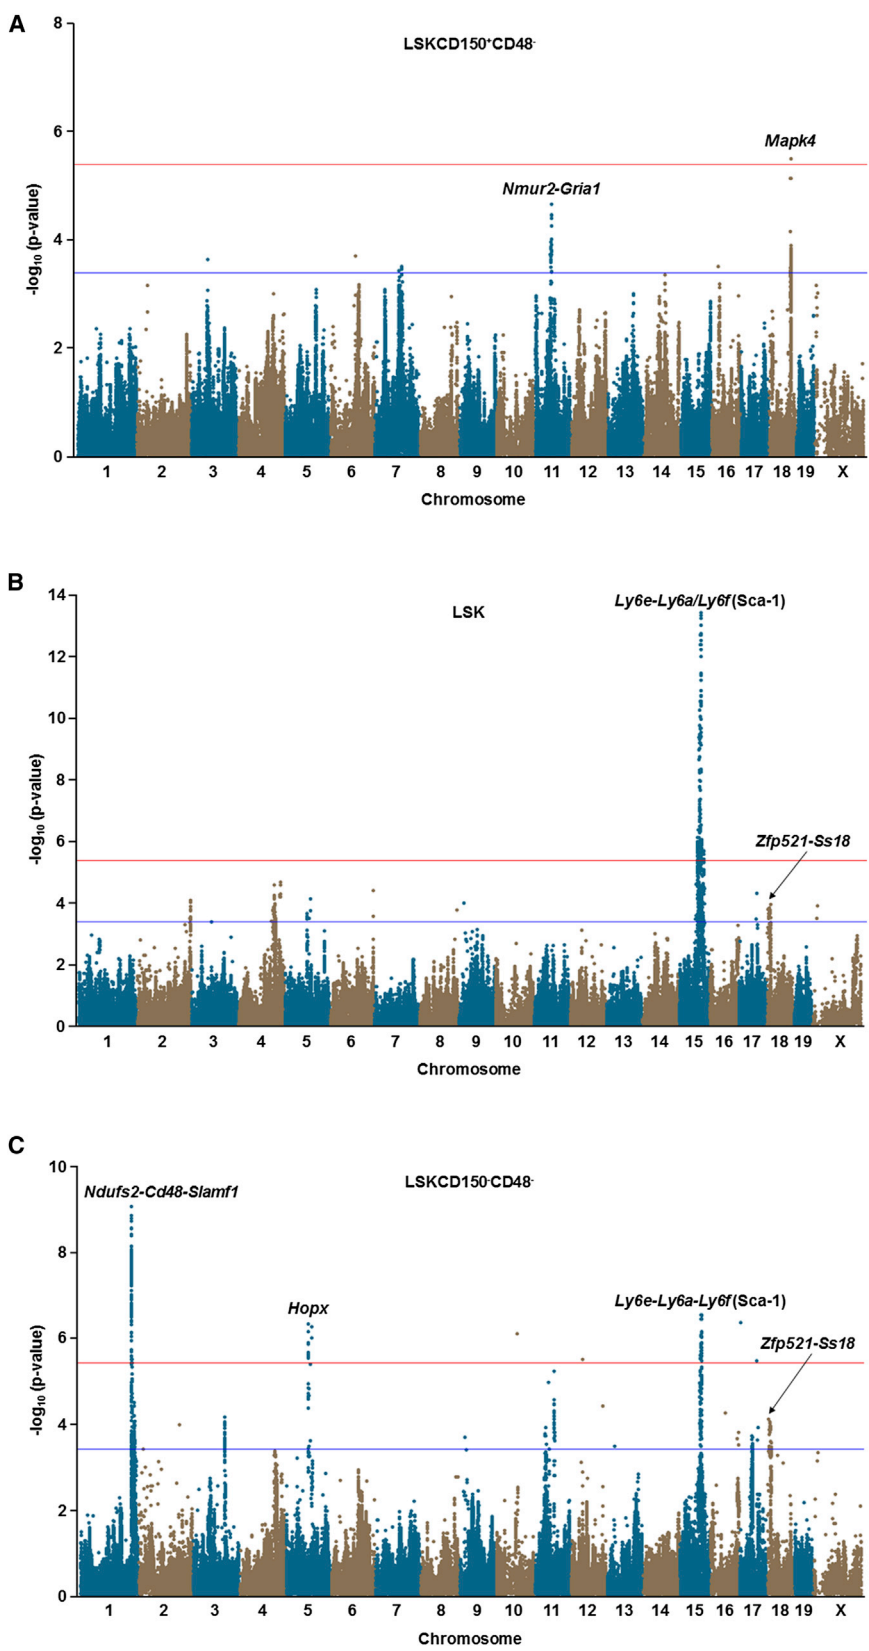 A
LSKCD150⁺CD48⁻
8
6
4
2
0
-log₁₀ (p-value)
Mapk4
Nmur2-Gria1
1 2 3 4 5 6 7 8 9 10 11 12 13 14 15 16 17 18 19 X
Chromosome
B
LSK
14
12
10
8
6
4
2
0
-log₁₀ (p-value)
Ly6e-Ly6a/Ly6f (Sca-1)
Zfp521-Ss18
1 2 3 4 5 6 7 8 9 10 11 12 13 14 15 16 17 18 19 X
Chromosome
C
LSKCD150⁻CD48⁻
10
8
6
4
2
0
-log₁₀ (p-value)
Ndufs2-Cd48-Slamf1
Hopx
Ly6e-Ly6a-Ly6f (Sca-1)
Zfp521-Ss18
1 2 3 4 5 6 7 8 9 10 11 12 13 14 15 16 17 18 19 X
Chromosome